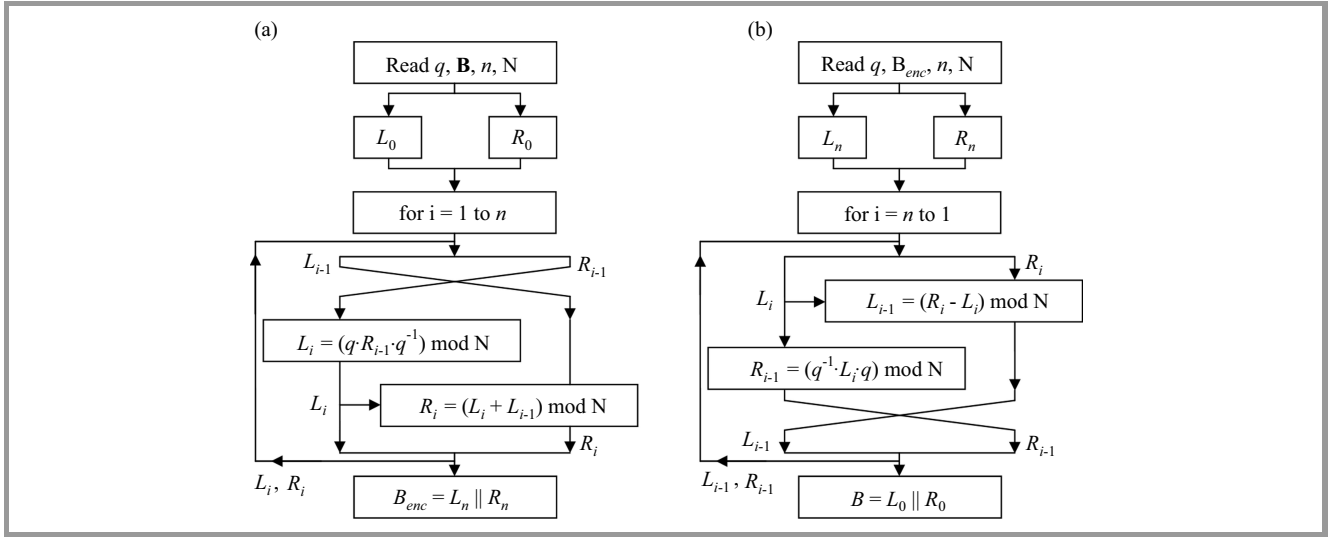 (a)
Read q, B, n, N
L₀
R₀
for i = 1 to n
Lᵢ₋₁
Rᵢ₋₁
Lᵢ = (q·Rᵢ₋₁·q⁻¹) mod N
Lᵢ
Rᵢ = (Lᵢ + Lᵢ₋₁) mod N
Rᵢ
Lᵢ, Rᵢ
B_enc = Lₙ || Rₙ
(b)
Read q, B_enc, n, N
Lₙ
Rₙ
for i = n to 1
Rᵢ
Lᵢ
Lᵢ₋₁ = (Rᵢ - Lᵢ) mod N
Rᵢ₋₁ = (q⁻¹·Lᵢ·q) mod N
Lᵢ₋₁
Rᵢ₋₁
Lᵢ₋₁, Rᵢ₋₁
B = L₀ || R₀